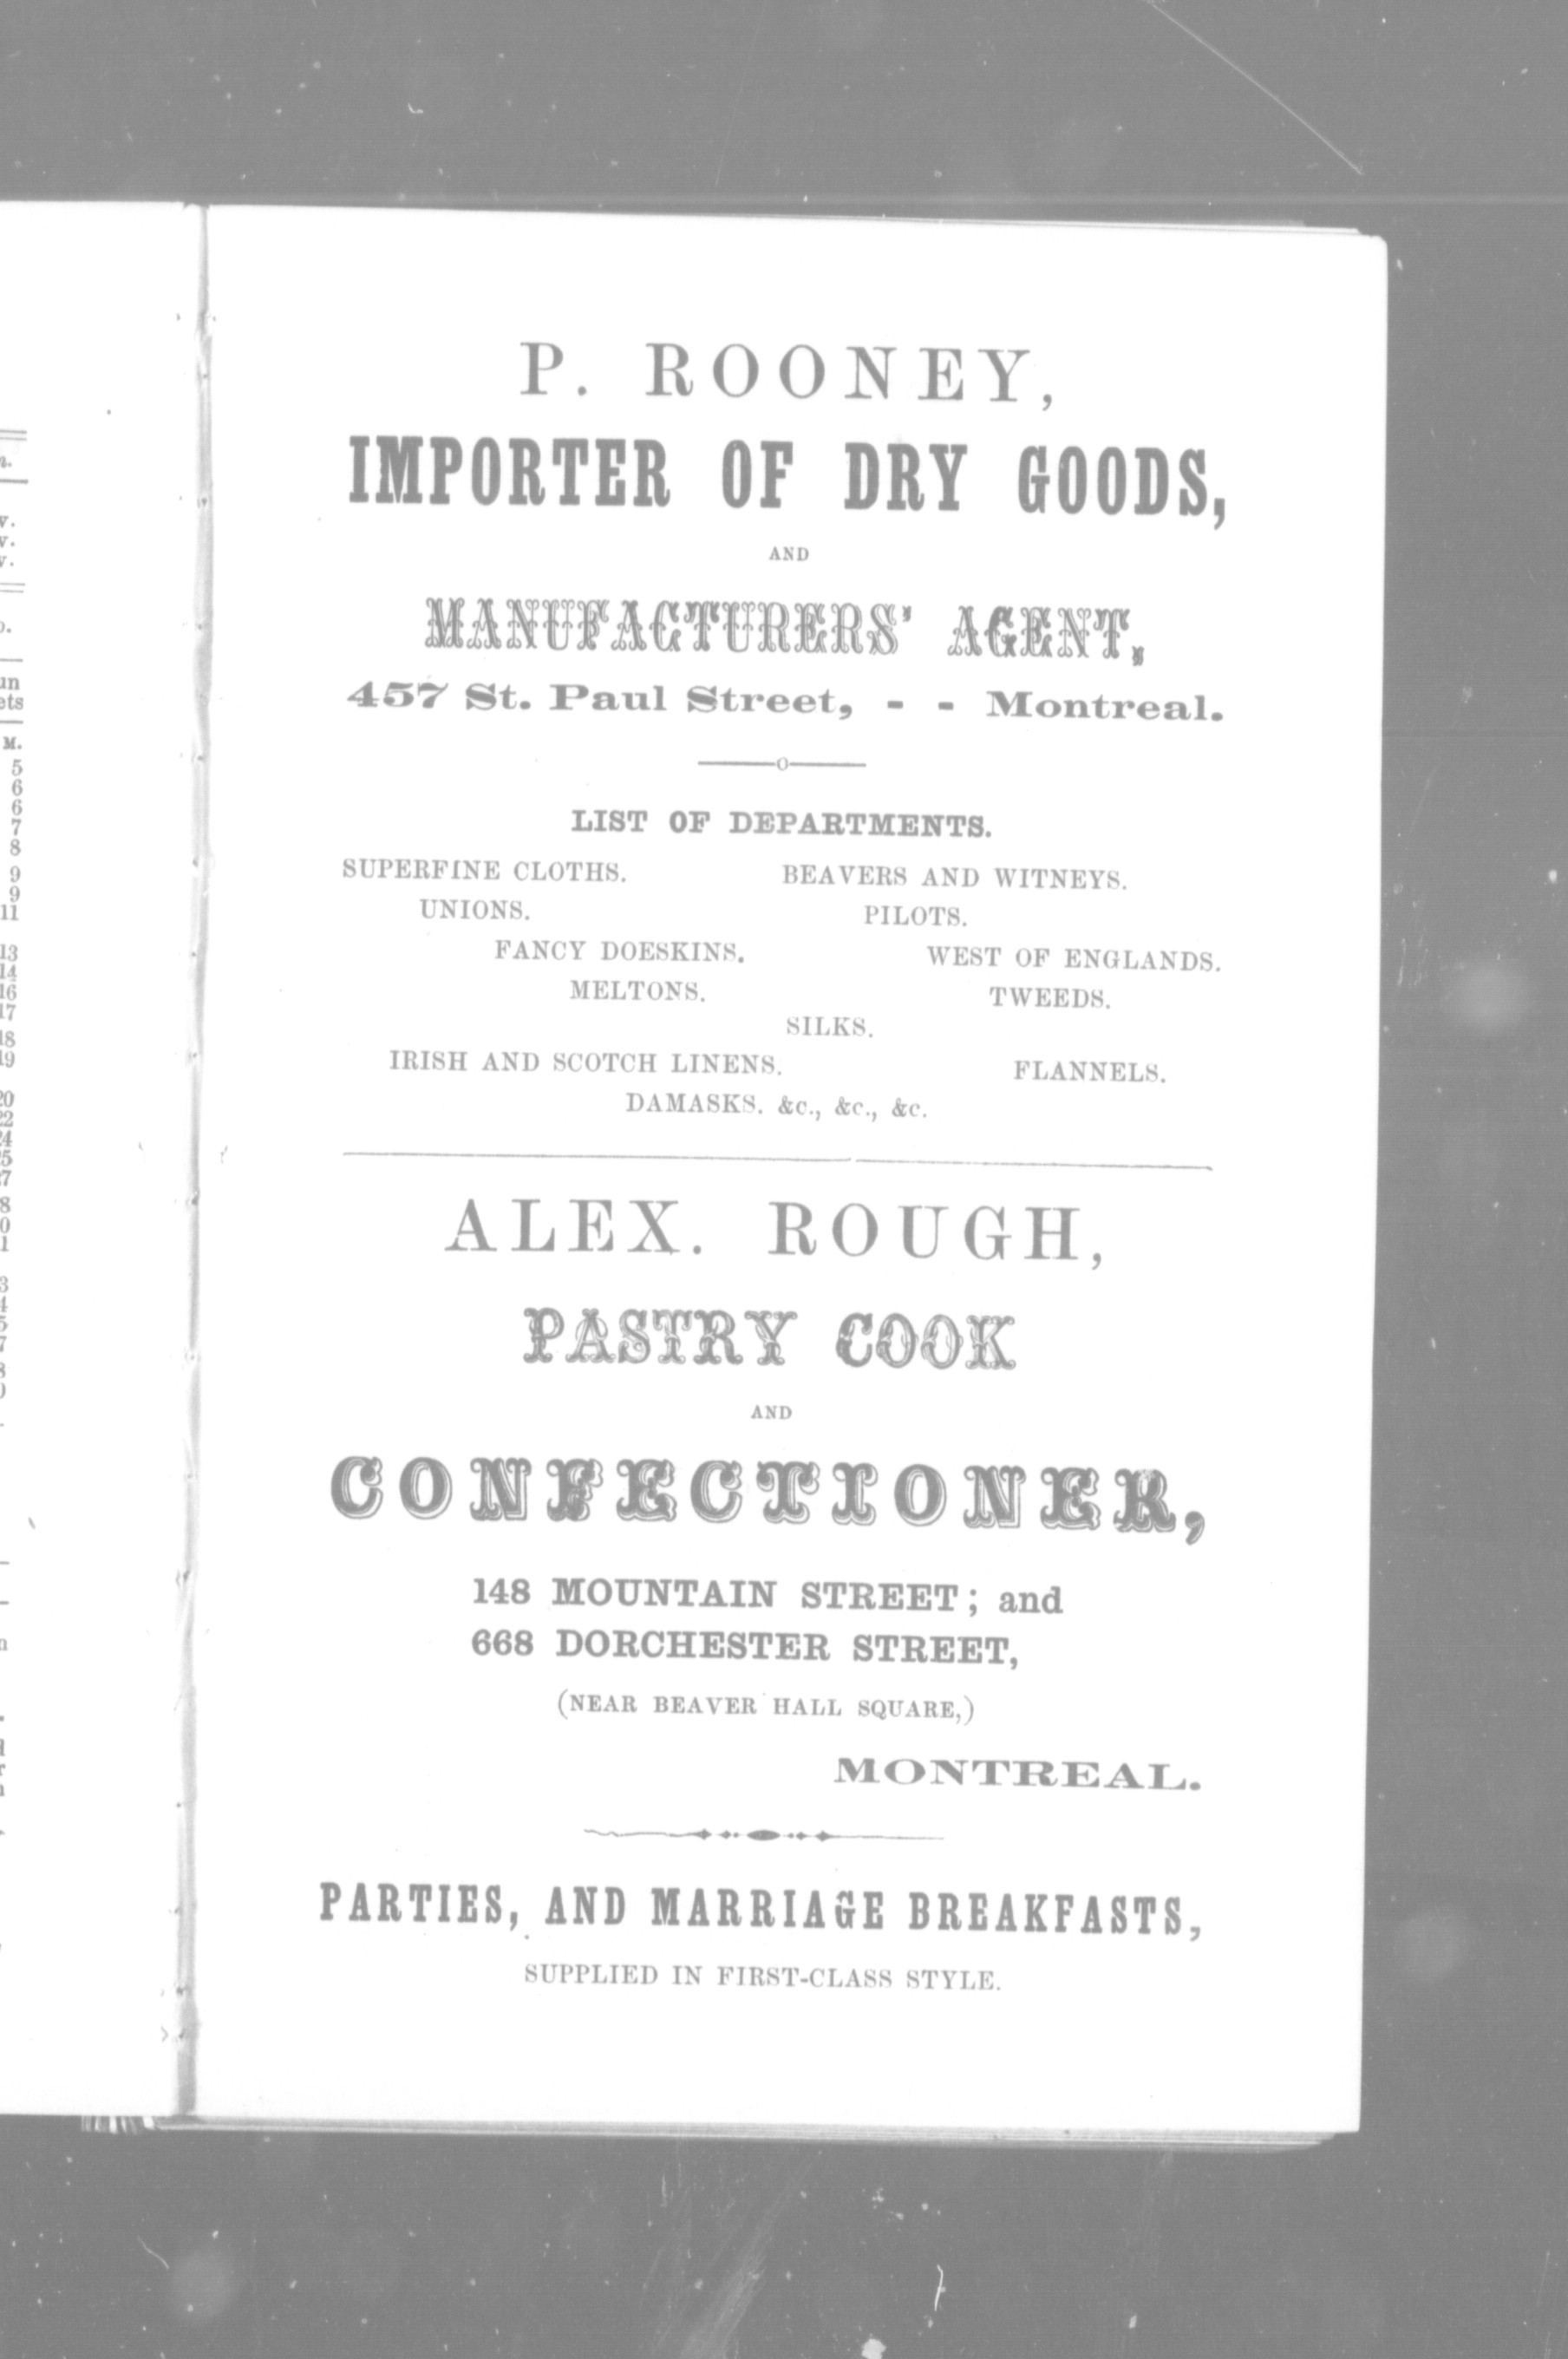 P. ROONEY,
IMPORTER OF DRY GOODS,
AND
MANUFACTURERS' AGENT,
457 St. Paul Street, - - Montreal.
o
LIST OF DEPARTMENTS.
SUPERFINE CLOTHS. BEAVERS AND WITNEYS.
UNIONS. PILOTS.
FANCY DOESKINS. WEST OF ENGLANDS.
MELTONS. TWEEDS.
SILKS.
IRISH AND SCOTCH LINENS. FLANNELS.
DAMASKS. &c., &c., &c.
ALEX. ROUGH,
PASTRY COOK
AND
CONFECTIONER,
148 MOUNTAIN STREET; and
668 DORCHESTER STREET,
(NEAR BEAVER HALL SQUARE,)
MONTREAL.
PARTIES, AND MARRIAGE BREAKFASTS,
SUPPLIED IN FIRST-CLASS STYLE.